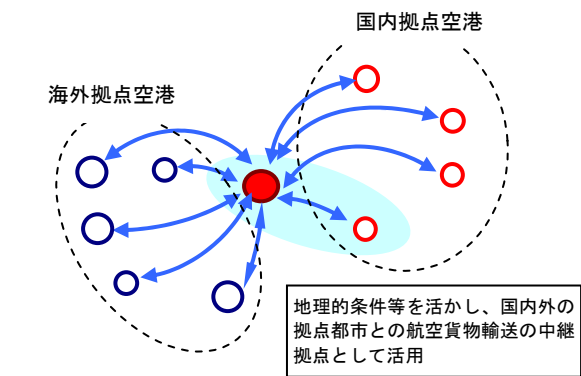 国内拠点空港
海外拠点空港
地理的条件等を活かし、国内外の
拠点都市との航空貨物輸送の中継
拠点として活用